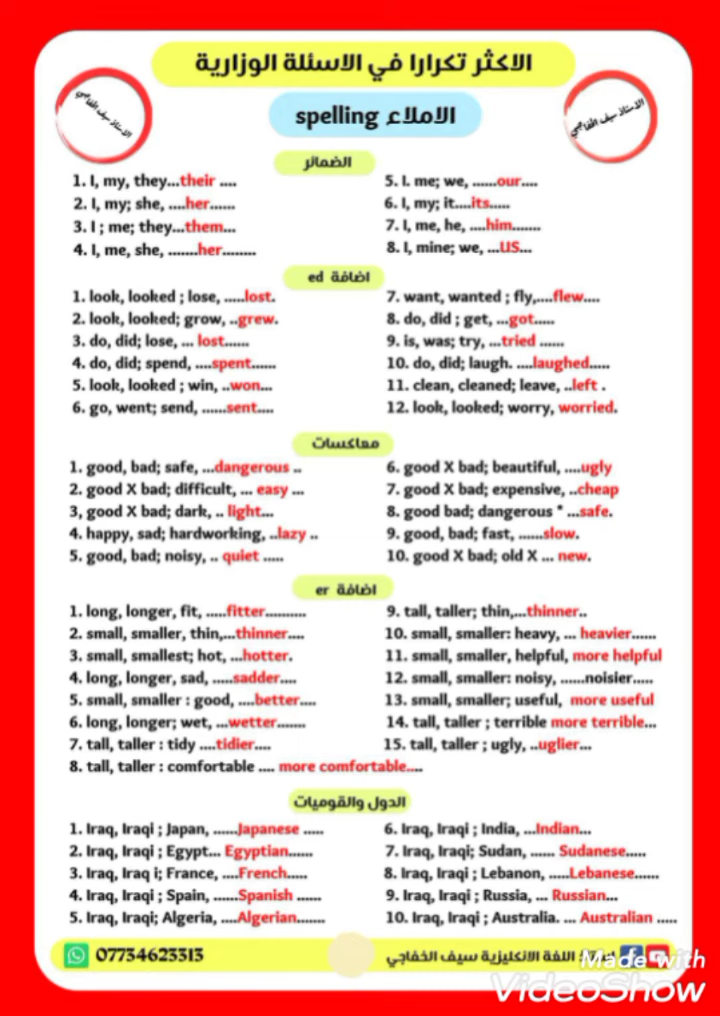 الاكثر تكرارا في الاسئلة الوزارية
الاملاء spelling
الاستاذ سيف الخفاجي
الاستاذ سيف الخفاجي
الضمائر
1. I, my, they...their ....
2. I, my; she, ....her......
3. I ; me; they...them...
4. I, me, she, .......her........
5. I. me; we, ......our....
6. I, my; it....its.....
7. I, me, he, ....him.......
8. I, mine; we, ...US...
اضافة ed
1. look, looked ; lose, .....lost.
2. look, looked; grow, ..grew.
3. do, did; lose, ... lost......
4. do, did; spend, ....spent......
5. look, looked ; win, ..won...
6. go, went; send, ......sent....
7. want, wanted ; fly,....flew....
8. do, did ; get, ...got.....
9. is, was; try, ...tried ......
10. do, did; laugh. ....laughed.....
11. clean, cleaned; leave, ..left .
12. look, looked; worry, worried.
معاكسات
1. good, bad; safe, ...dangerous ..
2. good X bad; difficult, ... easy ...
3, good X bad; dark, .. light...
4. happy, sad; hardworking, ..lazy ..
5. good, bad; noisy, .. quiet .....
6. good X bad; beautiful, ....ugly
7. good X bad; expensive, ..cheap
8. good bad; dangerous * ...safe.
9. good, bad; fast, ......slow.
10. good X bad; old X ... new.
اضافة er
1. long, longer, fit, .....fitter..........
2. small, smaller, thin,...thinner....
3. small, smallest; hot, ...hotter.
4. long, longer, sad, .....sadder....
5. small, smaller : good, ....better....
6. long, longer; wet, ...wetter.......
7. tall, taller : tidy ....tidier....
8. tall, taller : comfortable .... more comfortable....
9. tall, taller; thin,...thinner..
10. small, smaller: heavy, ... heavier......
11. small, smaller, helpful, more helpful
12. small, smaller: noisy, ......noisier.....
13. small, smaller; useful, more useful
14. tall, taller ; terrible more terrible...
15. tall, taller ; ugly, ..uglier...
الدول والقوميات
1. Iraq, Iraqi ; Japan, ......Japanese .....
2. Iraq, Iraqi ; Egypt... Egyptian......
3. Iraq, Iraq i; France, ....French.....
4. Iraq, Iraqi ; Spain, ......Spanish ......
5. Iraq, Iraqi; Algeria, ....Algerian.......
6. Iraq, Iraqi ; India, ...Indian...
7. Iraq, Iraqi; Sudan, ...... Sudanese.....
8. Iraq, Iraqi ; Lebanon, .....Lebanese......
9. Iraq, Iraqi ; Russia, ... Russian...
10. Iraq, Iraqi ; Australia. ... Australian .....
07734623313
اللغة الانكليزية سيف الخفاجي
Made with
VideoShow